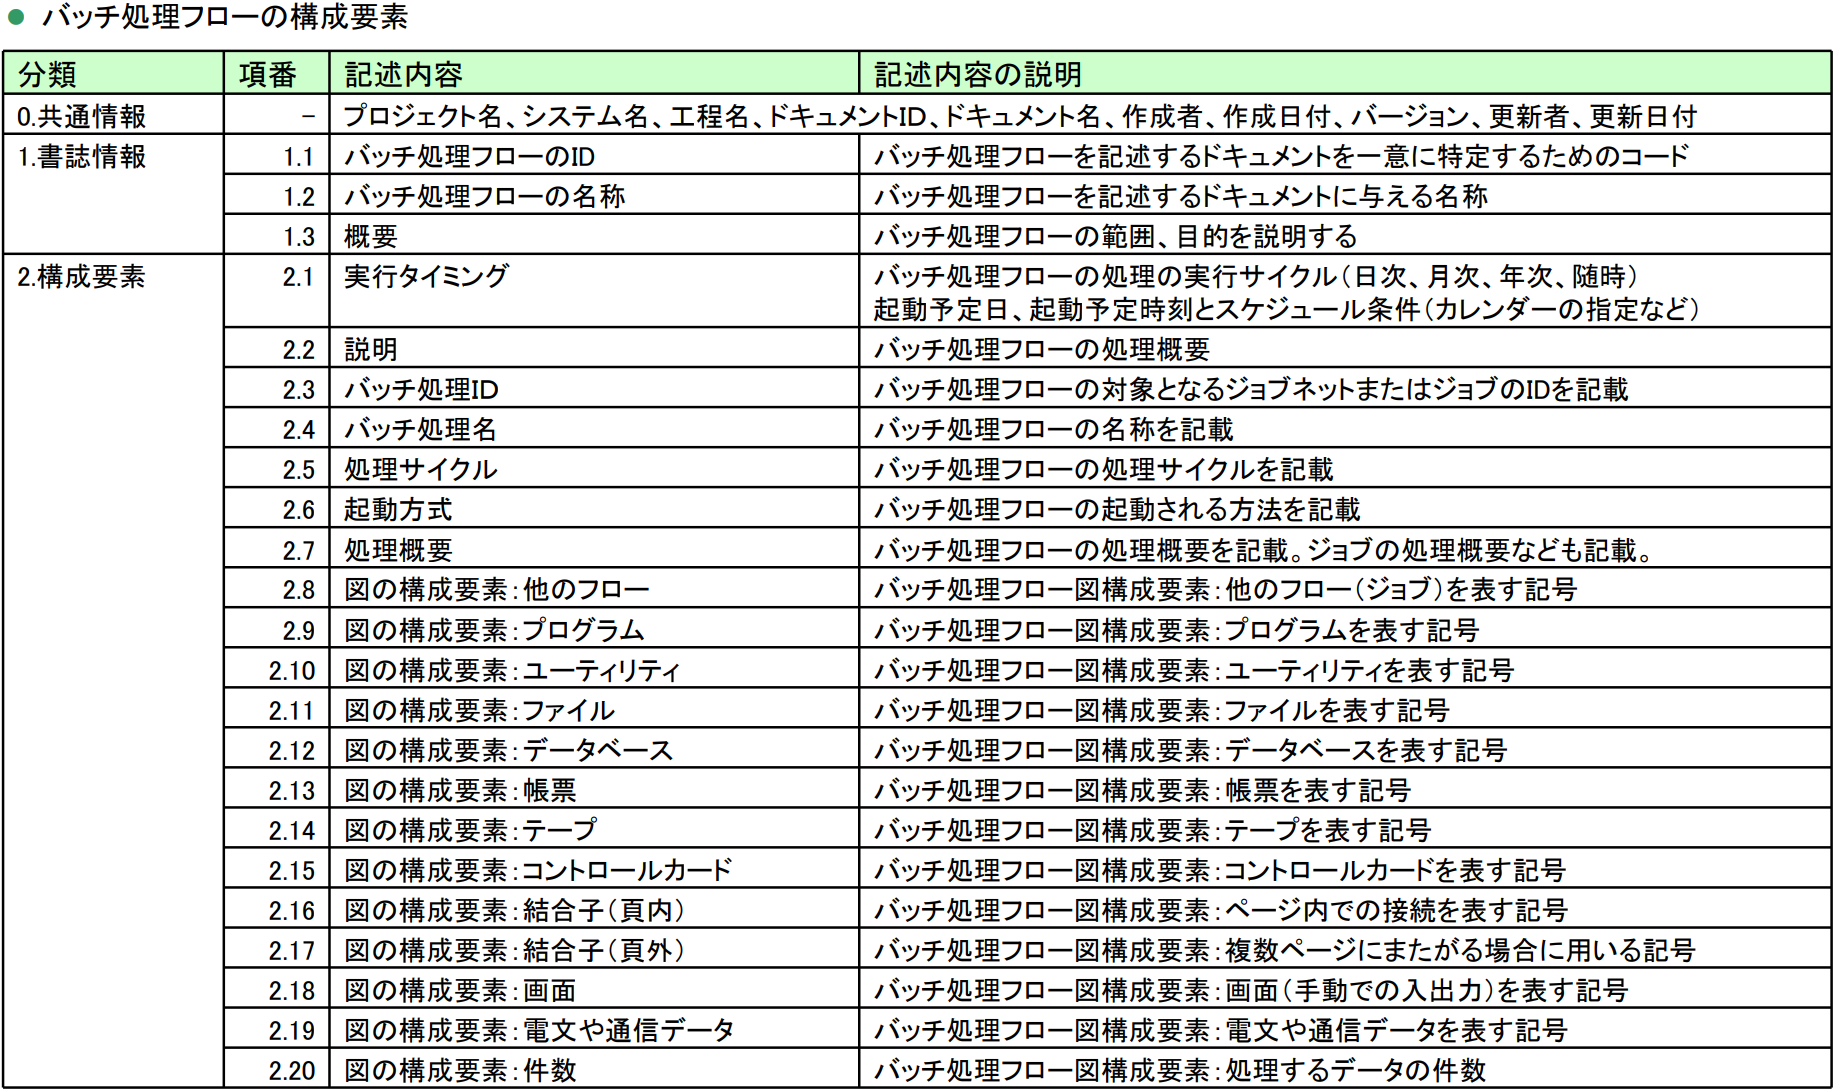 ● バッチ処理フローの構成要素
分類 項番 記述内容 記述内容の説明
0.共通情報 － プロジェクト名、システム名、工程名、ドキュメントID、ドキュメント名、作成者、作成日付、バージョン、更新者、更新日付
1.書誌情報 1.1 バッチ処理フローのID バッチ処理フローを記述するドキュメントを一意に特定するためのコード
1.2 バッチ処理フローの名称 バッチ処理フローを記述するドキュメントに与える名称
1.3 概要 バッチ処理フローの範囲、目的を説明する
2.構成要素 2.1 実行タイミング バッチ処理フローの処理の実行サイクル（日次、月次、年次、随時）
起動予定日、起動予定時刻とスケジュール条件（カレンダーの指定など）
2.2 説明 バッチ処理フローの処理概要
2.3 バッチ処理ID バッチ処理フローの対象となるジョブネットまたはジョブのIDを記載
2.4 バッチ処理名 バッチ処理フローの名称を記載
2.5 処理サイクル バッチ処理フローの処理サイクルを記載
2.6 起動方式 バッチ処理フローの起動される方法を記載
2.7 処理概要 バッチ処理フローの処理概要を記載。ジョブの処理概要なども記載。
2.8 図の構成要素：他のフロー バッチ処理フロー図構成要素：他のフロー（ジョブ）を表す記号
2.9 図の構成要素：プログラム バッチ処理フロー図構成要素：プログラムを表す記号
2.10 図の構成要素：ユーティリティ バッチ処理フロー図構成要素：ユーティリティを表す記号
2.11 図の構成要素：ファイル バッチ処理フロー図構成要素：ファイルを表す記号
2.12 図の構成要素：データベース バッチ処理フロー図構成要素：データベースを表す記号
2.13 図の構成要素：帳票 バッチ処理フロー図構成要素：帳票を表す記号
2.14 図の構成要素：テープ バッチ処理フロー図構成要素：テープを表す記号
2.15 図の構成要素：コントロールカード バッチ処理フロー図構成要素：コントロールカードを表す記号
2.16 図の構成要素：結合子（頁内） バッチ処理フロー図構成要素：ページ内での接続を表す記号
2.17 図の構成要素：結合子（頁外） バッチ処理フロー図構成要素：複数ページにまたがる場合に用いる記号
2.18 図の構成要素：画面 バッチ処理フロー図構成要素：画面（手動での入出力）を表す記号
2.19 図の構成要素：電文や通信データ バッチ処理フロー図構成要素：電文や通信データを表す記号
2.20 図の構成要素：件数 バッチ処理フロー図構成要素：処理するデータの件数